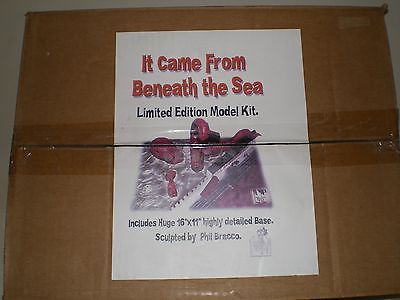 It Came From
Beneath the Sea
Limited Edition Model Kit.
Includes Huge 16"x11" highly detailed Base.
Sculpted by Phil Bracco.